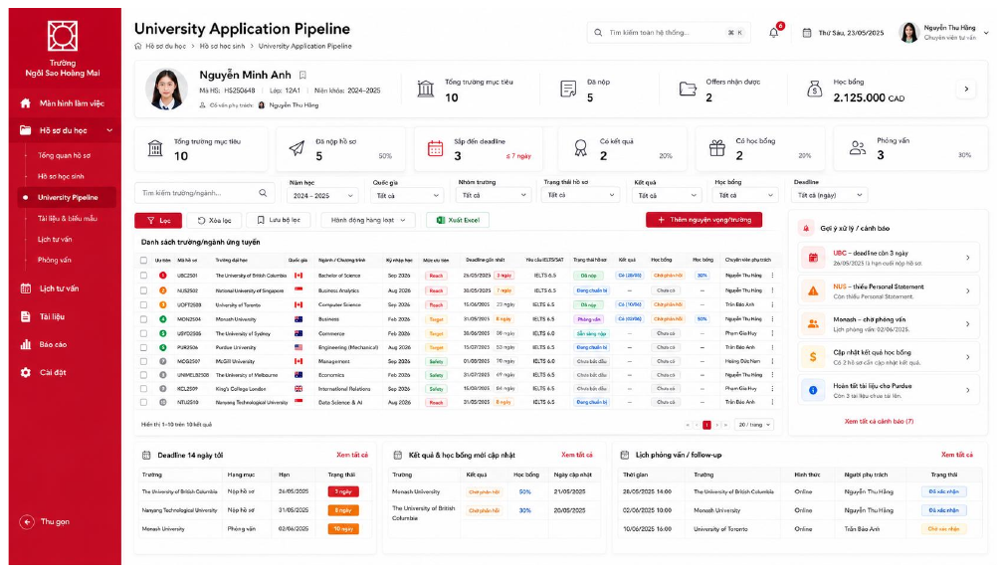 Trường
Ngôi Sao Hoàng Mai
Màn hình làm việc
Hồ sơ du học
Tổng quan hồ sơ
Hồ sơ học sinh
University Pipeline
Tài liệu & biểu mẫu
Lịch tư vấn
Phỏng vấn
Lịch tư vấn
Tài liệu
Báo cáo
Cài đặt
Thu gọn
University Application Pipeline
Hồ sơ du học > Hồ sơ học sinh > University Application Pipeline
Tìm kiếm toàn hệ thống... ⌘ K
6
Thứ Sáu, 23/05/2025
Nguyễn Thu Hằng
Chuyên viên tư vấn
Nguyễn Minh Anh
Mã HS: HS250648 | Lớp: 12A1 | Niên khóa: 2024-2025
Cố vấn phụ trách: Nguyễn Thu Hằng
Tổng trường mục tiêu
10
Đã nộp
5
Offers nhận được
2
Học bổng
2.125.000 CAD
Tổng trường mục tiêu
10
Đã nộp hồ sơ
5 50%
Sắp đến deadline
3 ≤ 7 ngày
Có kết quả
2 20%
Có học bổng
2 20%
Phỏng vấn
3 30%
Tìm kiếm trường/ngành...
Năm học
2024 – 2025
Quốc gia
Tất cả
Nhóm trường
Tất cả
Trạng thái hồ sơ
Tất cả
Kết quả
Tất cả
Học bổng
Tất cả
Deadline
Tất cả (ngày)
Lọc
Xóa lọc
Lưu bộ lọc
Hành động hàng loạt
Xuất Excel
+ Thêm nguyện vọng/trường
Danh sách trường/ngành ứng tuyển
Ưu tiên Mã hồ sơ Trường đại học Quốc gia Ngành / Chương trình Kỳ nhập học Mức ưu tiên Deadline gần nhất Yêu cầu IELTS/SAT Trạng thái hồ sơ Kết quả Học bổng Học bổng Chuyên viên phụ trách
1 UBC2501 The University of British Columbia Bachelor of Science Sep 2026 Reach 26/05/2025 3 ngày IELTS 6.5 Đã nộp Có (28/05) Chờ phản hồi 30% Nguyễn Thu Hằng
2 NUS2502 National University of Singapore Business Analytics Aug 2026 Reach 30/05/2025 7 ngày IELTS 6.5 Đang chuẩn bị — Chưa có — Nguyễn Thu Hằng
3 UOFT2503 University of Toronto Computer Science Sep 2026 Reach 15/06/2025 23 ngày IELTS 6.5 Đã nộp Có (10/06) Chờ phản hồi — Trần Bảo Anh
4 MON2504 Monash University Business Feb 2026 Target 31/05/2025 8 ngày IELTS 6.5 Phỏng vấn Có (02/06) Chờ phản hồi 50% Nguyễn Thu Hằng
5 USYD2505 The University of Sydney Commerce Feb 2026 Target 30/06/2025 38 ngày IELTS 6.0 Sẵn sàng nộp — Chưa có — Phạm Gia Huy
6 PUR2506 Purdue University Engineering (Mechanical) Aug 2026 Target 15/07/2025 53 ngày IELTS 6.5 Đang chuẩn bị — Chưa có — Trần Bảo Anh
7 MCG2507 McGill University Management Sep 2026 Safety 01/08/2025 70 ngày IELTS 6.0 Chưa bắt đầu — Chưa có — Hoàng Đức Nam
8 UNIMELB2508 The University of Melbourne Economics Feb 2026 Safety 31/07/2025 69 ngày IELTS 6.5 Chưa bắt đầu — Chưa có — Nguyễn Thu Hằng
9 KCL2509 King's College London International Relations Sep 2026 Safety 15/08/2025 84 ngày IELTS 6.5 Chưa bắt đầu — Chưa có — Phạm Gia Huy
10 NTU2510 Nanyang Technological University Data Science & AI Aug 2026 Reach 31/05/2025 8 ngày IELTS 6.5 Đang chuẩn bị — Chưa có — Trần Bảo Anh
Hiển thị 1-10 trên 10 kết quả
1
20 / trang
Gợi ý xử lý / cảnh báo
UBC – deadline còn 3 ngày
26/05/2025 là hạn cuối nộp hồ sơ.
NUS – thiếu Personal Statement
Còn thiếu Personal Statement.
Monash – chờ phỏng vấn
Lịch phỏng vấn: 02/06/2025.
Cập nhật kết quả học bổng
Có 2 hồ sơ cần cập nhật kết quả.
Hoàn tất tài liệu cho Purdue
Còn 3 tài liệu chưa tải lên.
Xem tất cả cảnh báo (7)
Deadline 14 ngày tới Xem tất cả
Trường Hạng mục Hạn Trạng thái
The University of British Columbia Nộp hồ sơ 26/05/2025 3 ngày
Nanyang Technological University Nộp hồ sơ 31/05/2025 8 ngày
Monash University Phỏng vấn 02/06/2025 10 ngày
Kết quả & học bổng mới cập nhật Xem tất cả
Trường Kết quả Học bổng Ngày cập nhật
Monash University Chờ phản hồi 50% 21/05/2025
The University of British Columbia Chờ phản hồi 30% 20/05/2025
Lịch phỏng vấn / follow-up Xem tất cả
Thời gian Trường Hình thức Người phụ trách Trạng thái
28/05/2025 14:00 The University of British Columbia Online Nguyễn Thu Hằng Đã xác nhận
02/06/2025 10:00 Monash University Online Nguyễn Thu Hằng Đã xác nhận
10/06/2025 16:00 University of Toronto Online Trần Bảo Anh Chờ xác nhận